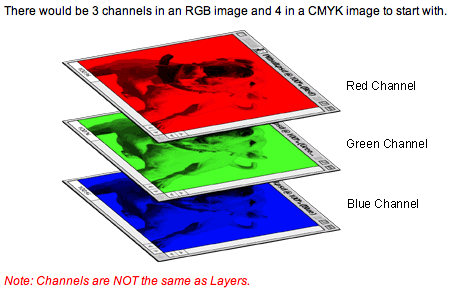 There would be 3 channels in an RGB image and 4 in a CMYK image to start with.
Red Channel
Green Channel
Blue Channel
Note: Channels are NOT the same as Layers.